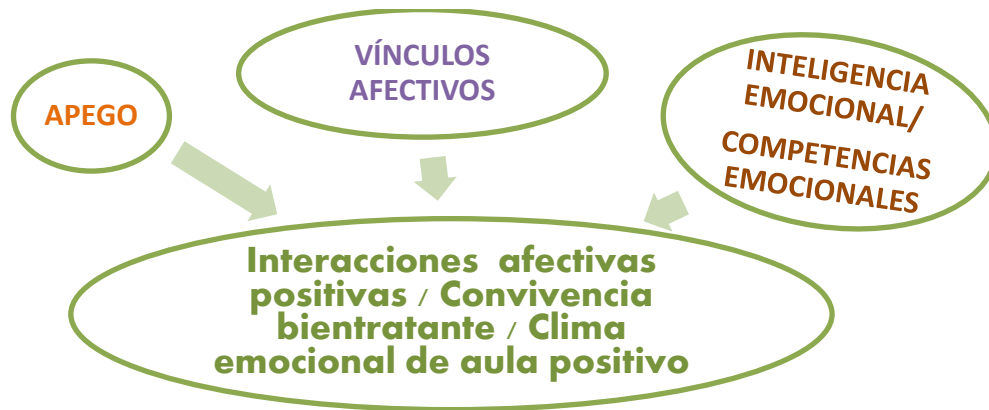 APEGO
VÍNCULOS
AFECTIVOS
INTELIGENCIA
EMOCIONAL/
COMPETENCIAS
EMOCIONALES
Interacciones afectivas
positivas / Convivencia
bientratante / Clima
emocional de aula positivo